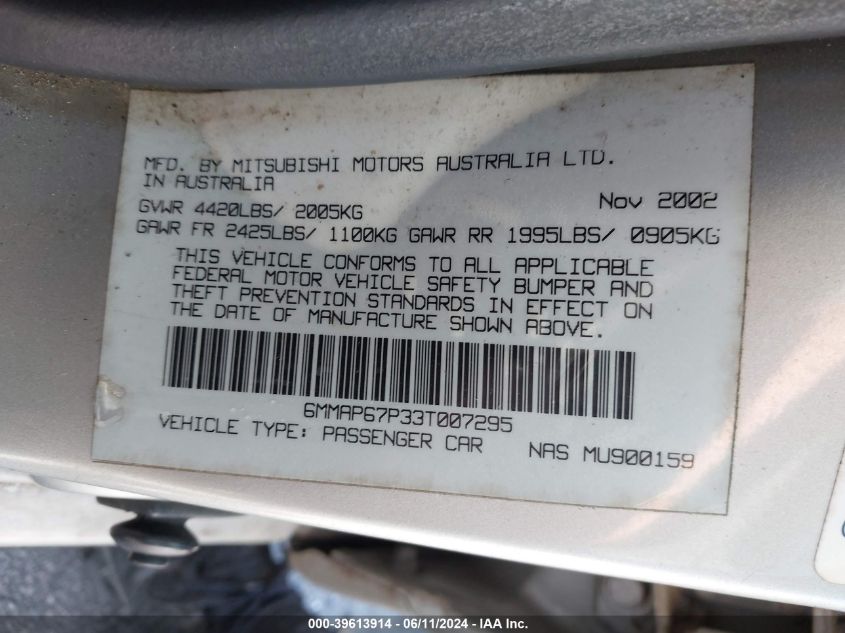 MFD. BY MITSUBISHI MOTORS AUSTRALIA LTD.
IN AUSTRALIA
Nov 2002
GVWR 4420LBS/ 2005KG
GAWR FR 2425LBS/ 1100KG GAWR RR 1995LBS/ 0905KG
THIS VEHICLE CONFORMS TO ALL APPLICABLE
FEDERAL MOTOR VEHICLE SAFETY BUMPER AND
THEFT PREVENTION STANDARDS IN EFFECT ON
THE DATE OF MANUFACTURE SHOWN ABOVE.
6MMAP67P33T007295
VEHICLE TYPE: PASSENGER CAR NAS MU900159
000-39613914 - 06/11/2024 - IAA Inc.